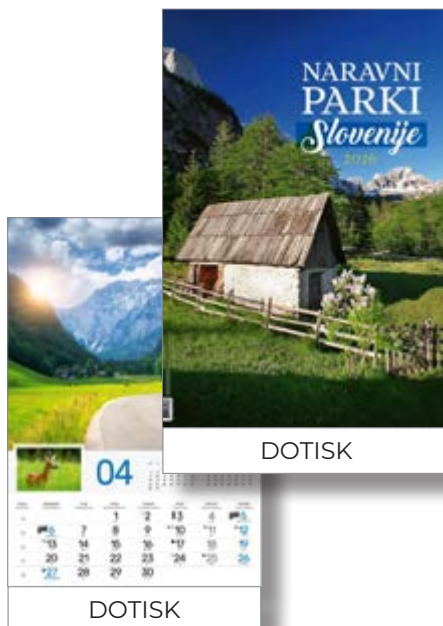 NARAVNI
PARKI
Slovenije
2026
DOTISK
04
1 2 3 4 5
6 7 8 9 10 11 12
13 14 15 16 17 18 19
20 21 22 23 24 25 26
27 28 29 30
DOTISK